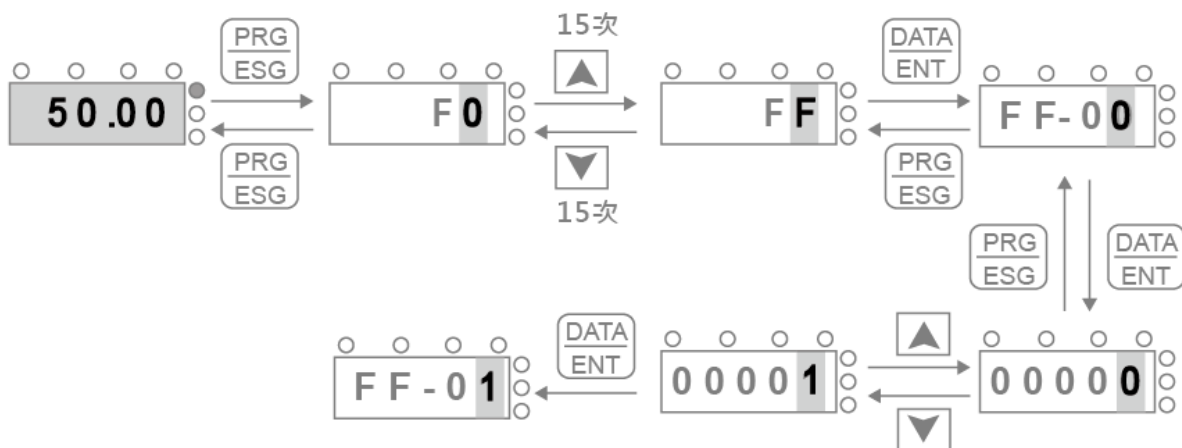 15次
PRG
ESG
DATA
ENT
50.00
F0
FF
FF-00
PRG
ESG
PRG
ESG
15次
PRG
ESG
DATA
ENT
DATA
ENT
FF-01
00001
00000